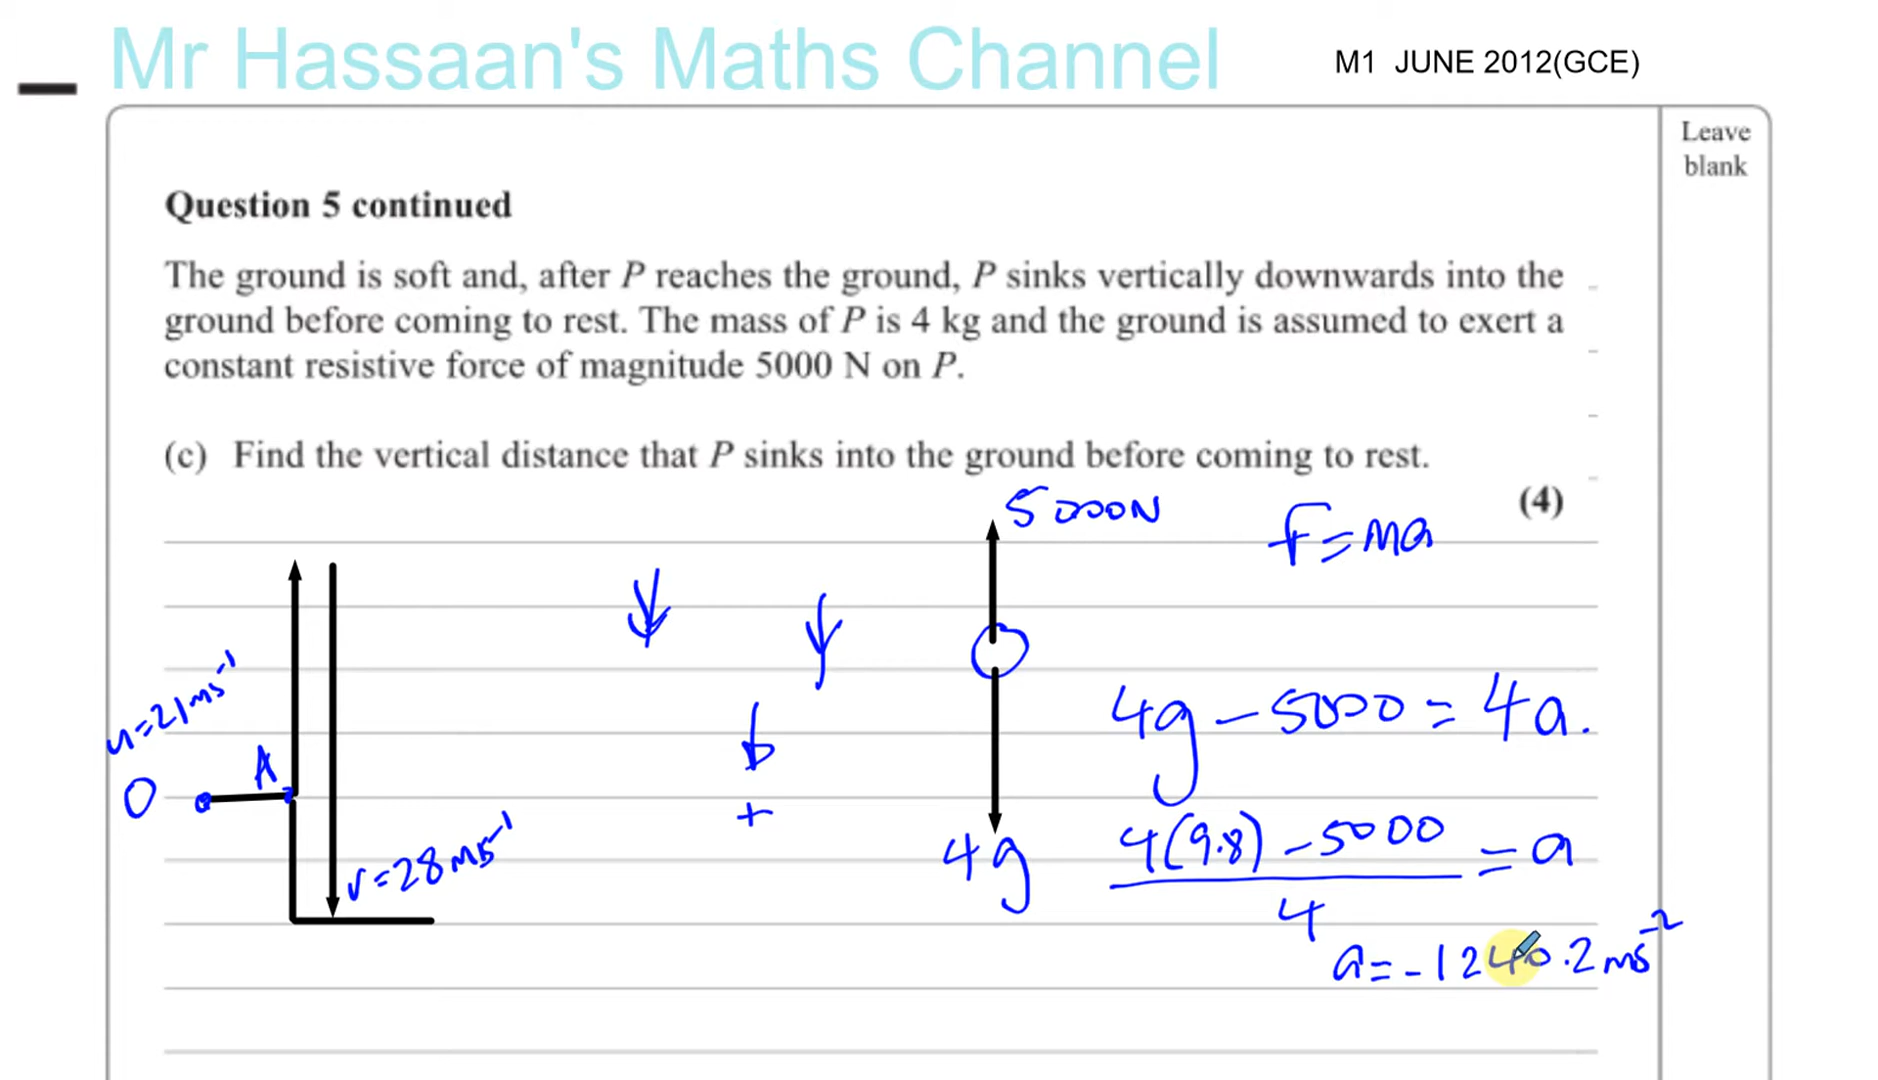 Mr Hassaan's Maths Channel
M1 JUNE 2012(GCE)
Leave
blank
Question 5 continued
The ground is soft and, after P reaches the ground, P sinks vertically downwards into the
ground before coming to rest. The mass of P is 4 kg and the ground is assumed to exert a
constant resistive force of magnitude 5000 N on P.
(c) Find the vertical distance that P sinks into the ground before coming to rest.
(4)
5000N
F=ma
u=21ms⁻¹
4g-5000=4a.
A
O
+
v=28ms⁻¹
4g
4(9.8)-5000
=a
4
a=-1240.2ms⁻²